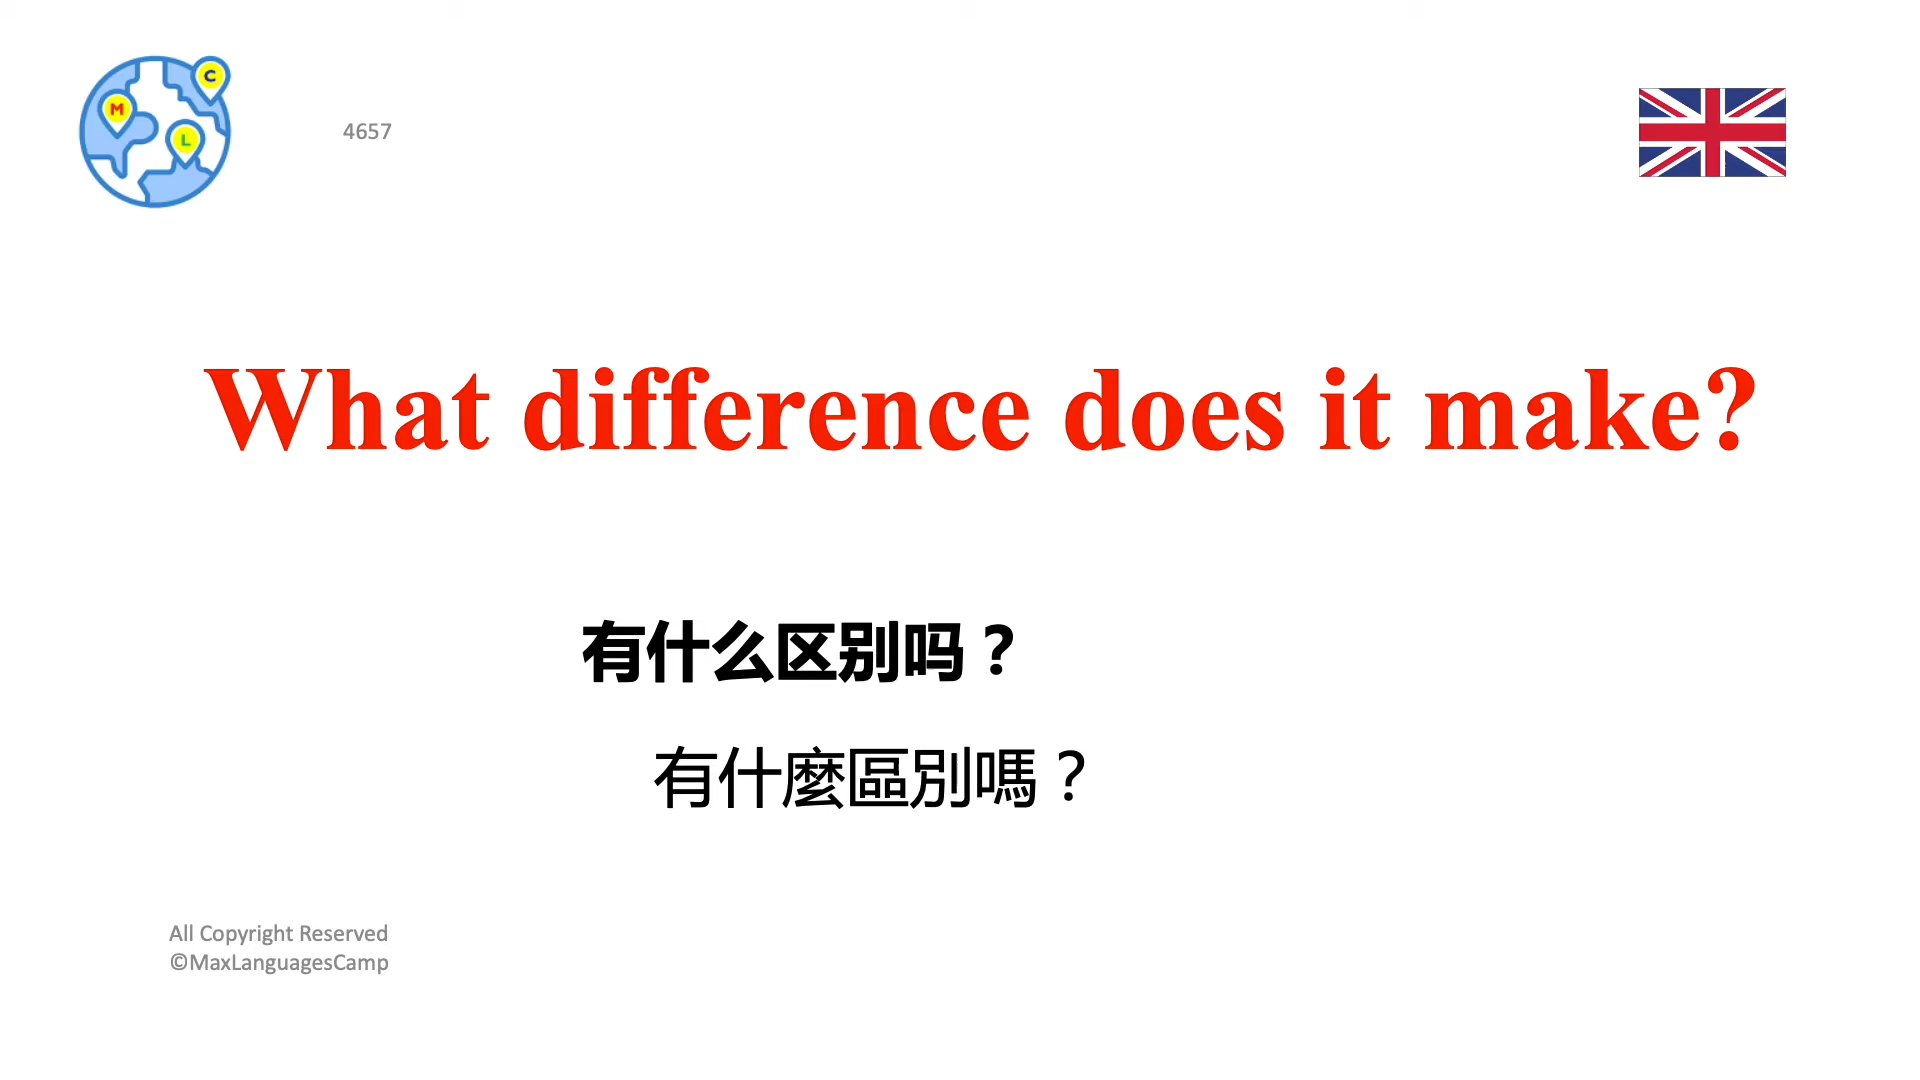 C
M
L
4657
What difference does it make?
有什么区别吗？
有什麼區別嗎？
All Copyright Reserved
©MaxLanguagesCamp